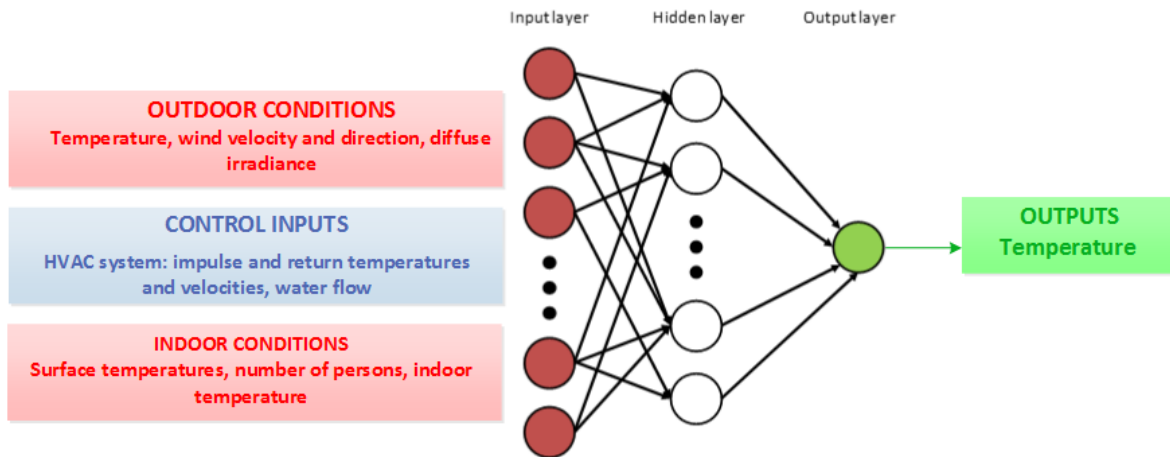 Input layer
Hidden layer
Output layer
OUTDOOR CONDITIONS
Temperature, wind velocity and direction, diffuse
irradiance
CONTROL INPUTS
HVAC system: impulse and return temperatures
and velocities, water flow
INDOOR CONDITIONS
Surface temperatures, number of persons, indoor
temperature
OUTPUTS
Temperature